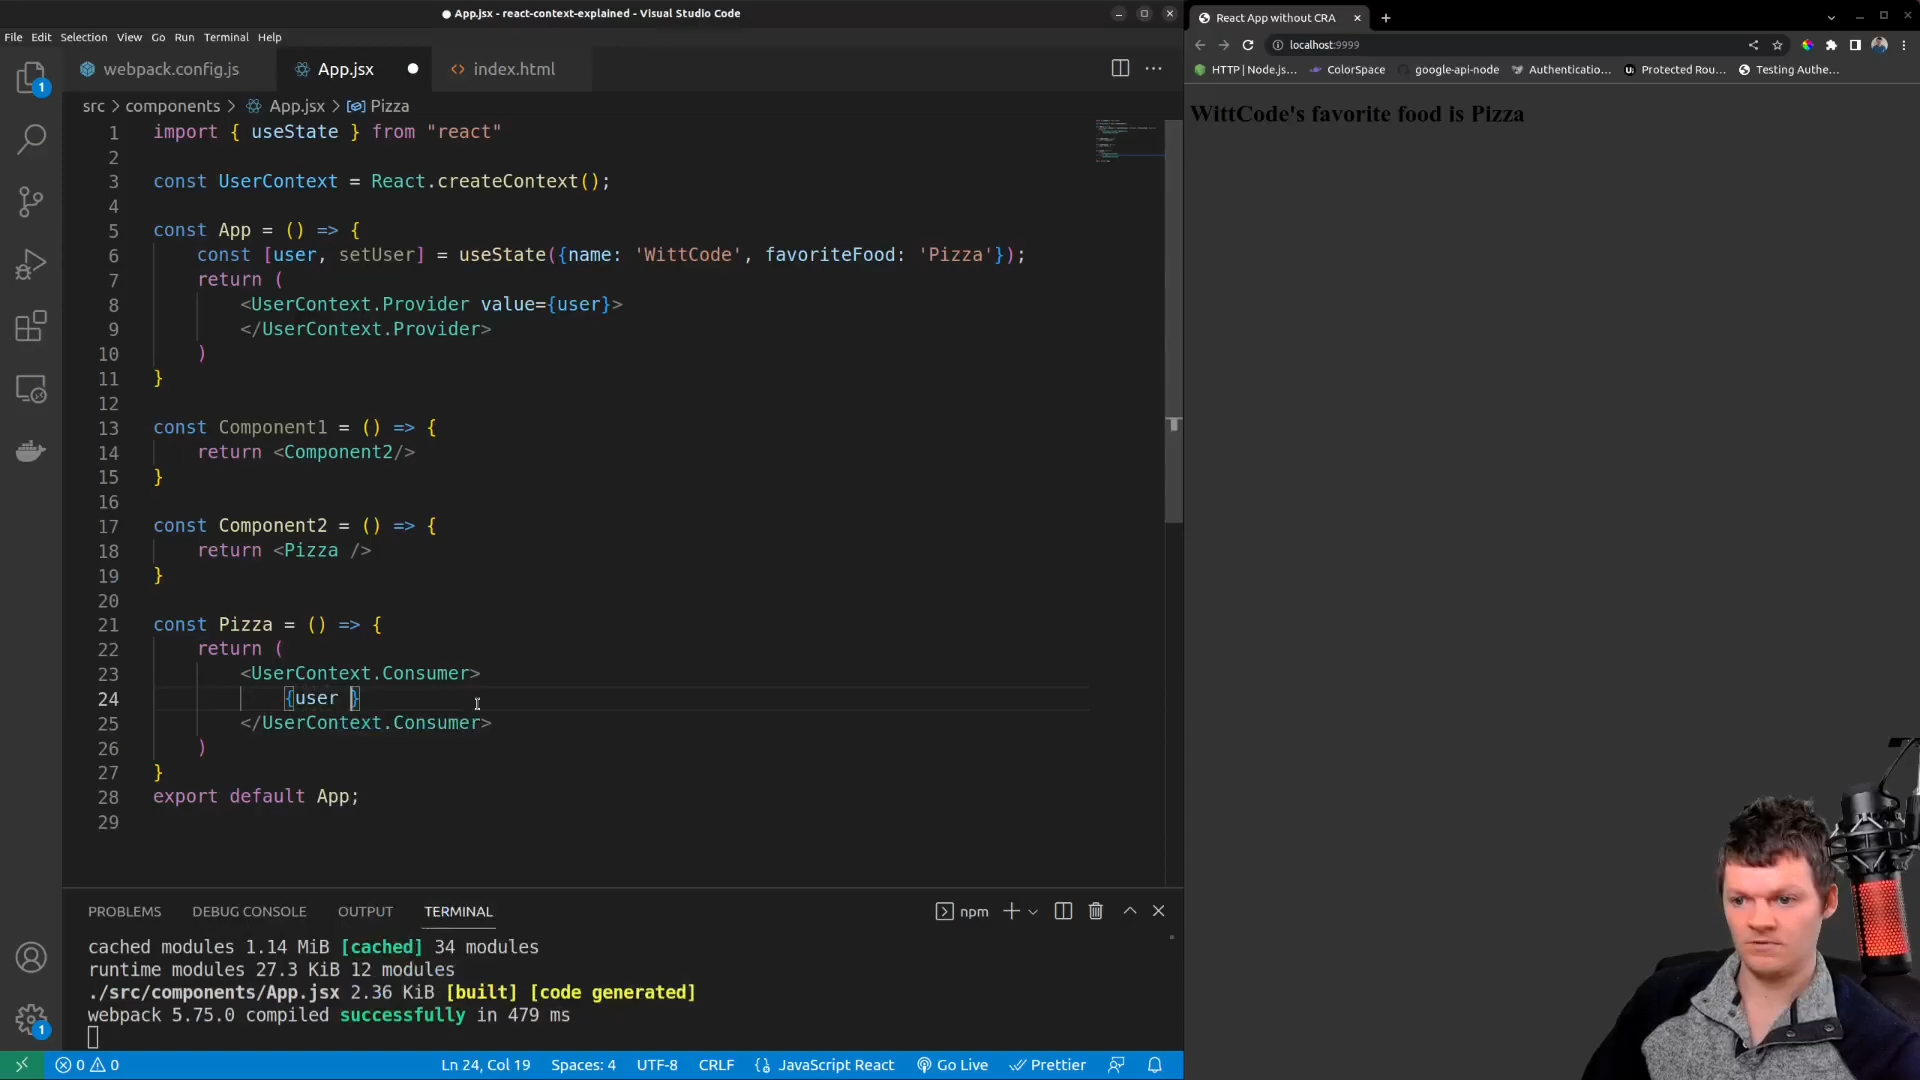 App.jsx - react-context-explained - Visual Studio Code
File Edit Selection View Go Run Terminal Help
webpack.config.js App.jsx index.html
src > components > App.jsx > Pizza
1 import { useState } from "react"
2
3 const UserContext = React.createContext();
4
5 const App = () => {
6 const [user, setUser] = useState({name: 'WittCode', favoriteFood: 'Pizza'});
7 return (
8 <UserContext.Provider value={user}>
9 </UserContext.Provider>
10 )
11 }
12
13 const Component1 = () => {
14 return <Component2/>
15 }
16
17 const Component2 = () => {
18 return <Pizza />
19 }
20
21 const Pizza = () => {
22 return (
23 <UserContext.Consumer>
24 {user }
25 </UserContext.Consumer>
26 )
27 }
28 export default App;
29
PROBLEMS DEBUG CONSOLE OUTPUT TERMINAL npm
cached modules 1.14 MiB [cached] 34 modules
runtime modules 27.3 KiB 12 modules
./src/components/App.jsx 2.36 KiB [built] [code generated]
webpack 5.75.0 compiled successfully in 479 ms
0 0 Ln 24, Col 19 Spaces: 4 UTF-8 CRLF JavaScript React Go Live Prettier
1
1
React App without CRA
localhost:9999
HTTP | Node.js... ColorSpace google-api-node Authenticatio... Protected Rou... Testing Authe...
WittCode's favorite food is Pizza